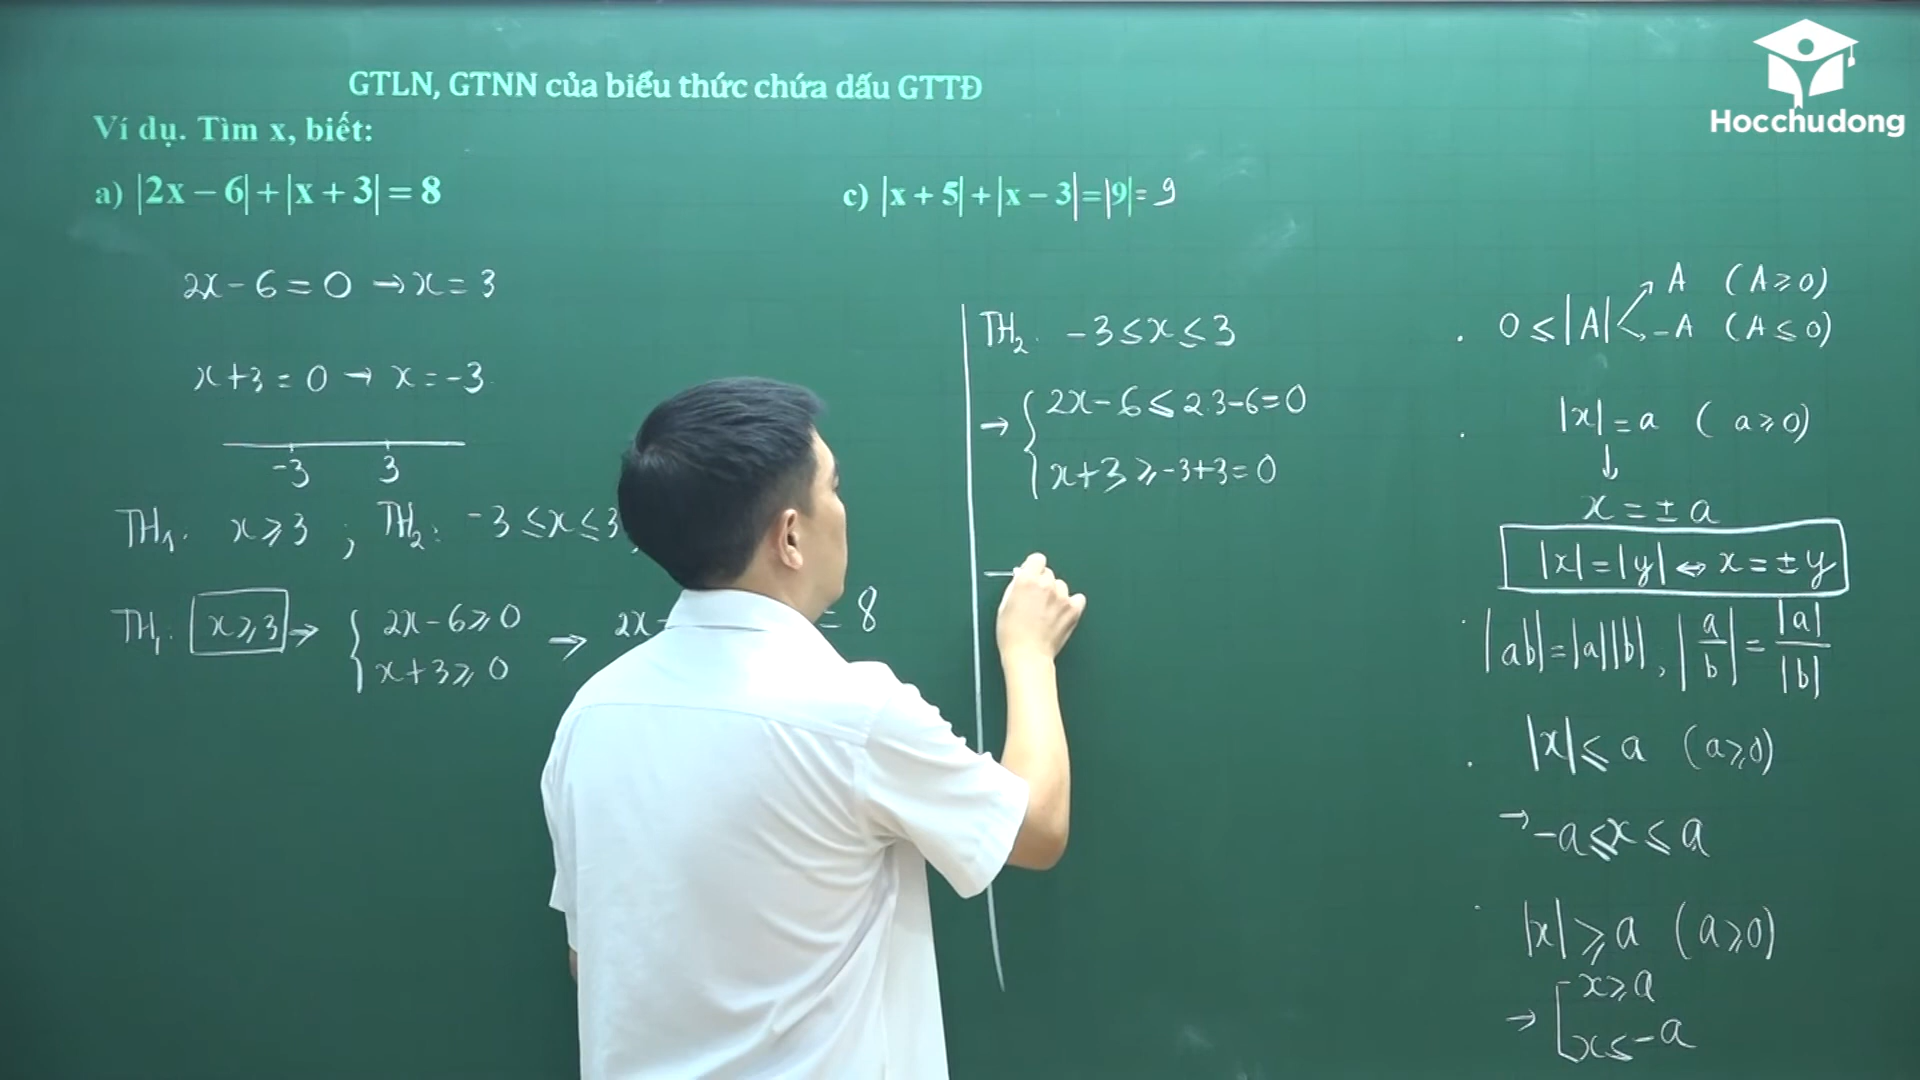 Hocchudong
GTLN, GTNN của biểu thức chứa dấu GTTĐ
Ví dụ. Tìm x, biết:
a) |2x − 6| + |x + 3| = 8
c) |x + 5| + |x − 3| = |9| = 9
2x − 6 = 0 → x = 3
x + 3 = 0 → x = −3
−3 3
TH₁: x ⩾ 3 ; TH₂: −3 ≤ x ≤ 3
TH₁: x ⩾ 3 → { 2x − 6 ⩾ 0
x + 3 ⩾ 0
→ 2x − = 8
TH₂: −3 ≤ x ≤ 3
→ { 2x − 6 ≤ 2.3 − 6 = 0
x + 3 ⩾ −3 + 3 = 0
0 ≤ |A| A (A ⩾ 0)
−A (A ≤ 0)
|x| = a (a ⩾ 0)
↓
x = ± a
|x| = |y| ↔ x = ± y
|ab| = |a||b| , |a/b| = |a|/|b|
|x| ≤ a (a ⩾ 0)
→ −a ≤ x ≤ a
|x| ⩾ a (a ⩾ 0)
→ [ x ⩾ a
x ≤ −a